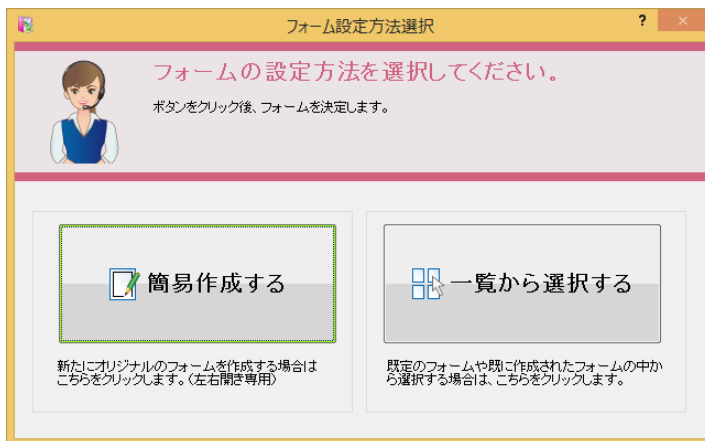 フォーム設定方法選択
?
×
フォームの設定方法を選択してください。
ボタンをクリック後、フォームを決定します。
簡易作成する
一覧から選択する
新たにオリジナルのフォームを作成する場合は
こちらをクリックします。(左右開き専用)
既定のフォームや既に作成されたフォームの中か
ら選択する場合は、こちらをクリックします。